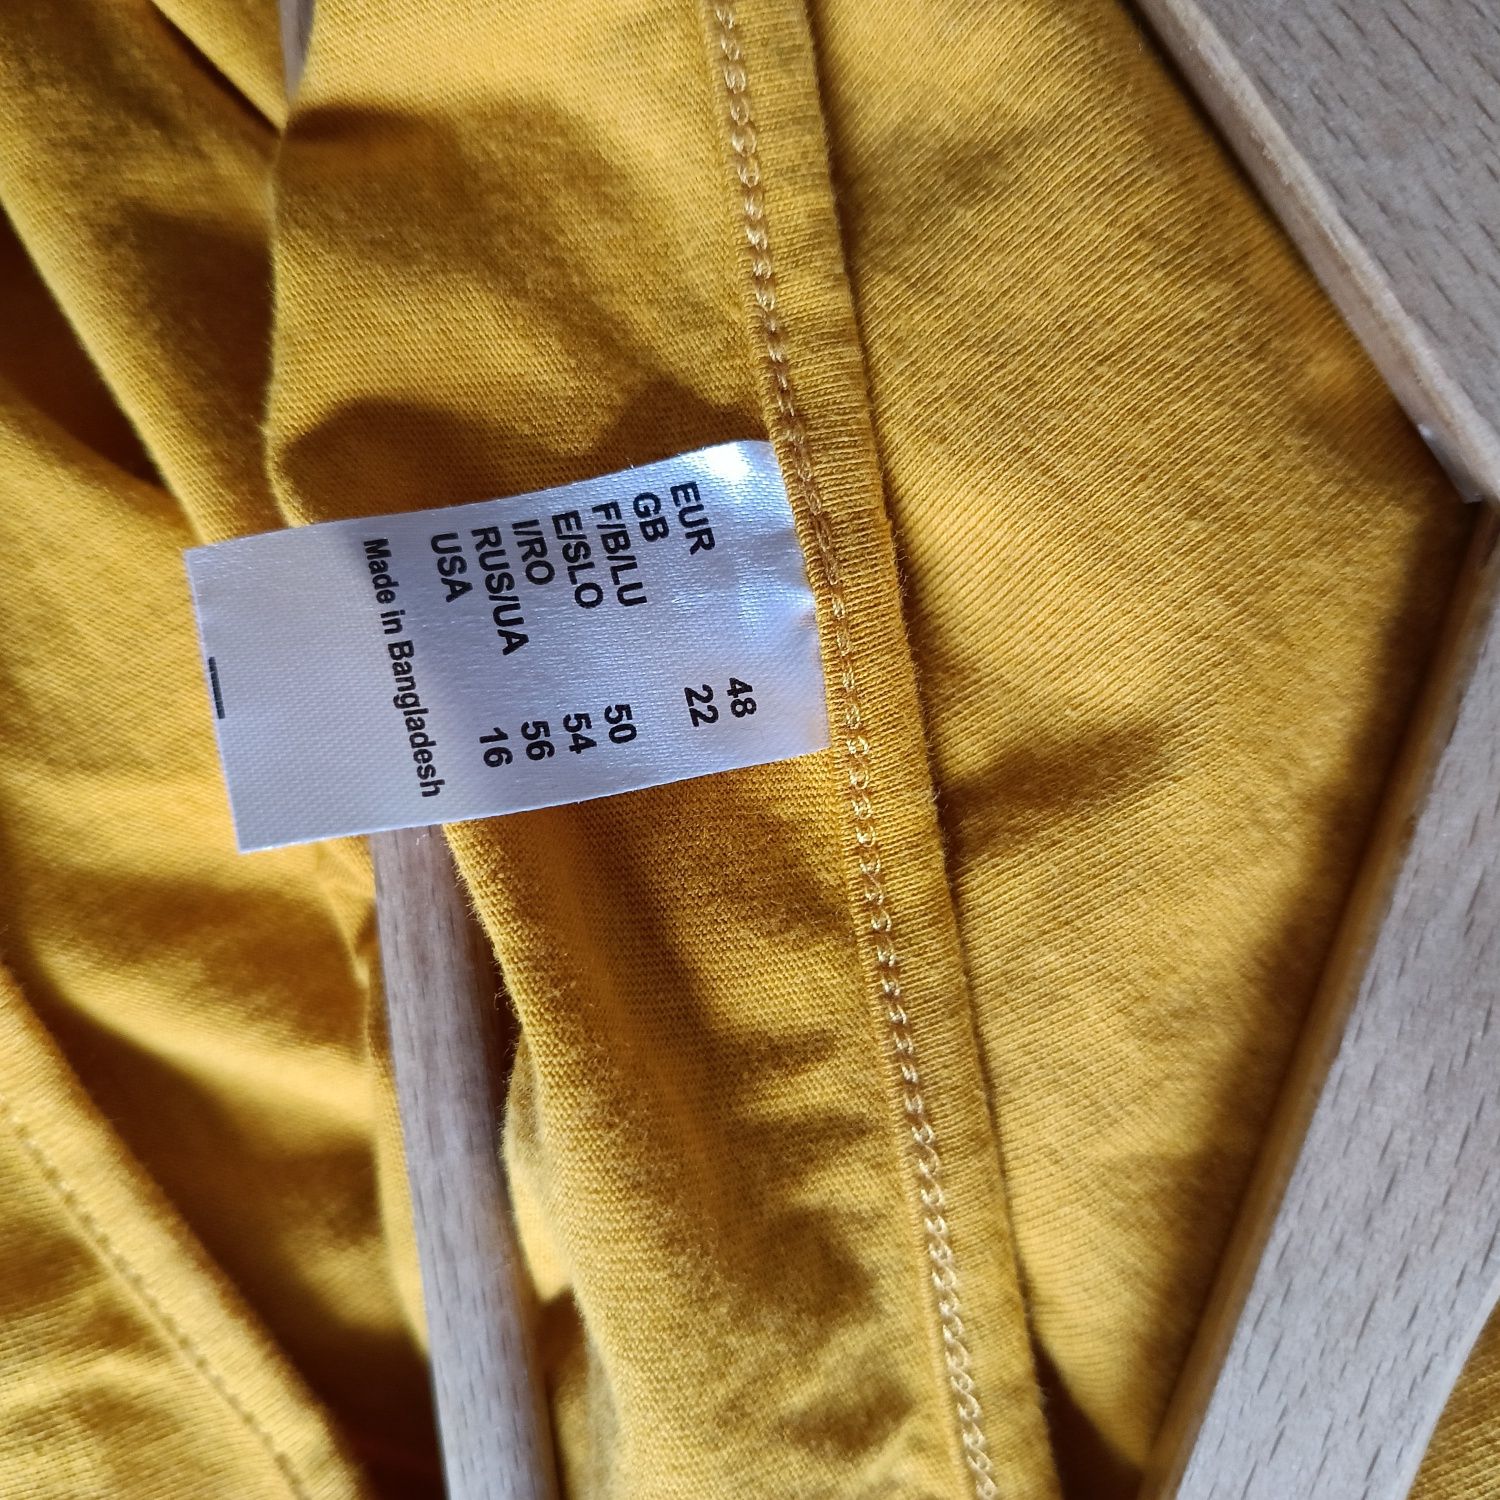 EUR 48
GB 22
F/B/LU
E/SLO 50
I/RO 54
RUS/UA 56
USA 16
Made in Bangladesh